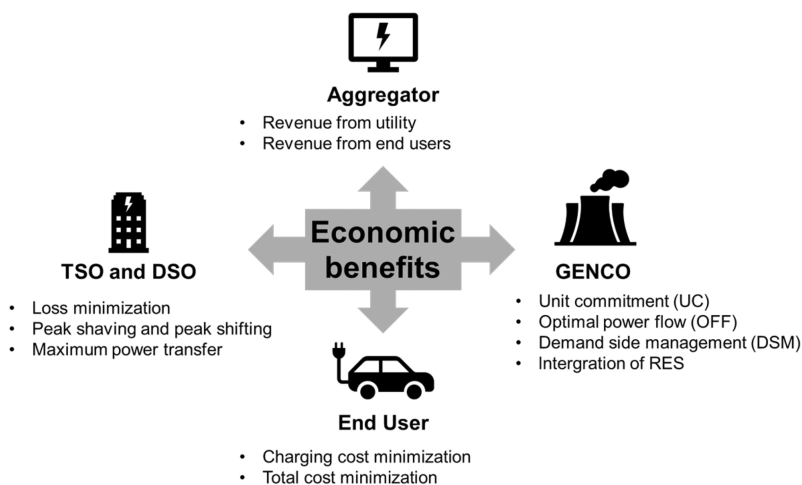 Aggregator
• Revenue from utility
• Revenue from end users
Economic
benefits
TSO and DSO
• Loss minimization
• Peak shaving and peak shifting
• Maximum power transfer
GENCO
• Unit commitment (UC)
• Optimal power flow (OFF)
• Demand side management (DSM)
• Intergration of RES
End User
• Charging cost minimization
• Total cost minimization